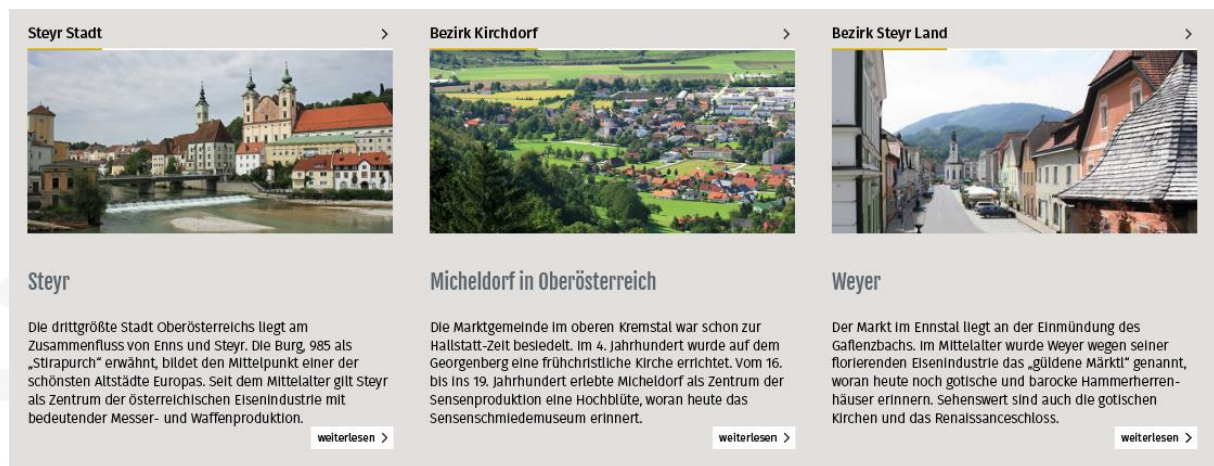 Steyr Stadt
Steyr
Die drittgrößte Stadt Oberösterreichs liegt am
Zusammenfluss von Enns und Steyr. Die Burg, 985 als
„Stirapurch“ erwähnt, bildet den Mittelpunkt einer der
schönsten Altstädte Europas. Seit dem Mittelalter gilt Steyr
als Zentrum der österreichischen Eisenindustrie mit
bedeutender Messer- und Waffenproduktion.
weiterlesen
Bezirk Kirchdorf
Micheldorf in Oberösterreich
Die Marktgemeinde im oberen Kremstal war schon zur
Hallstatt-Zeit besiedelt. Im 4. Jahrhundert wurde auf dem
Georgenberg eine frühchristliche Kirche errichtet. Vom 16.
bis ins 19. Jahrhundert erlebte Micheldorf als Zentrum der
Sensenproduktion eine Hochblüte, woran heute das
Sensenschmiedemuseum erinnert.
weiterlesen
Bezirk Steyr Land
Weyer
Der Markt im Ennstal liegt an der Einmündung des
Gaflenzbachs. Im Mittelalter wurde Weyer wegen seiner
florierenden Eisenindustrie das „güldene Märktl“ genannt,
woran heute noch gotische und barocke Hammerherren-
häuser erinnern. Sehenswert sind auch die gotischen
Kirchen und das Renaissanceschloss.
weiterlesen